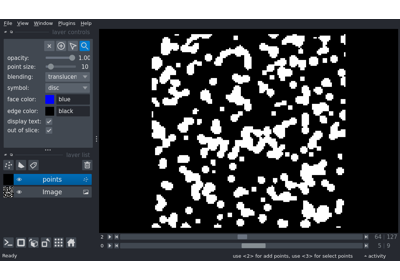 File View Window Plugins Help
layer controls
opacity: 1.00
point size: 10
blending: translucen
symbol: disc
face color: blue
edge color: black
display text:
out of slice:
layer list
points
Image
2 64 127
0 5 9
Ready use <2> for add points, use <3> for select points activity